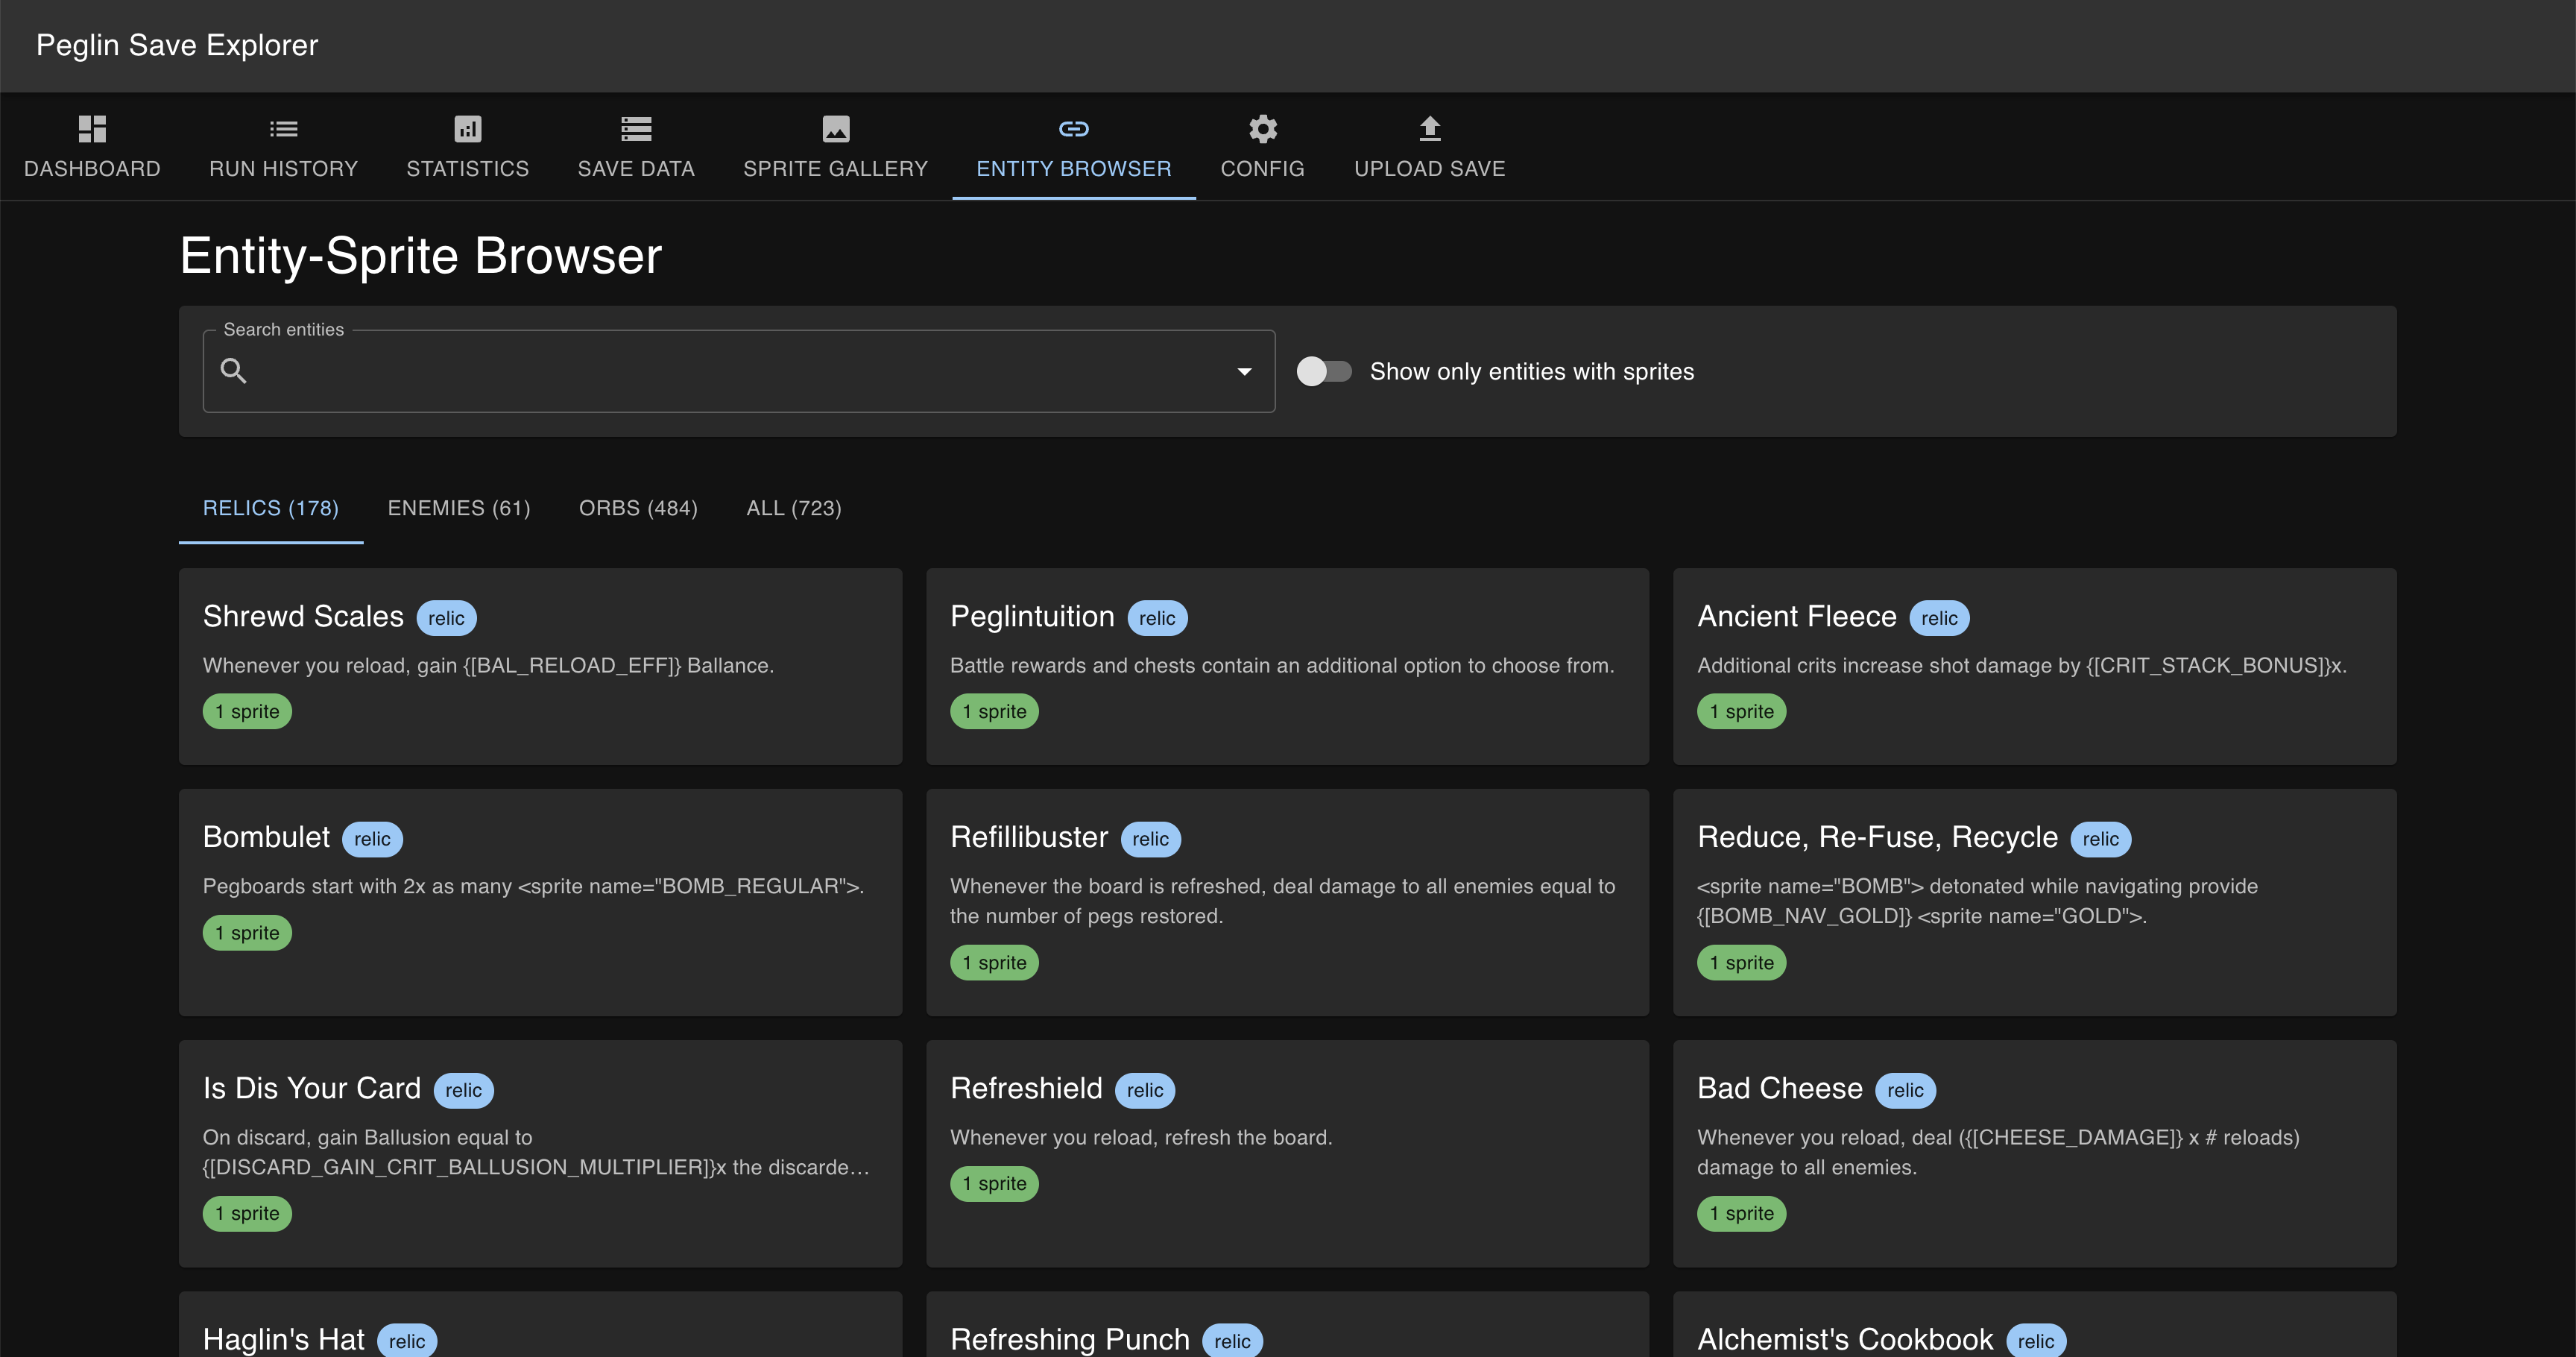 Peglin Save Explorer
DASHBOARD
RUN HISTORY
STATISTICS
SAVE DATA
SPRITE GALLERY
ENTITY BROWSER
CONFIG
UPLOAD SAVE
Entity-Sprite Browser
Search entities
Show only entities with sprites
RELICS (178)
ENEMIES (61)
ORBS (484)
ALL (723)
Shrewd Scales relic
Whenever you reload, gain {[BAL_RELOAD_EFF]} Ballance.
1 sprite
Peglintuition relic
Battle rewards and chests contain an additional option to choose from.
1 sprite
Ancient Fleece relic
Additional crits increase shot damage by {[CRIT_STACK_BONUS]}x.
1 sprite
Bombulet relic
Pegboards start with 2x as many <sprite name="BOMB_REGULAR">.
1 sprite
Refillibuster relic
Whenever the board is refreshed, deal damage to all enemies equal to
the number of pegs restored.
1 sprite
Reduce, Re-Fuse, Recycle relic
<sprite name="BOMB"> detonated while navigating provide
{[BOMB_NAV_GOLD]} <sprite name="GOLD">.
1 sprite
Is Dis Your Card relic
On discard, gain Ballusion equal to
{[DISCARD_GAIN_CRIT_BALLUSION_MULTIPLIER]}x the discarde...
1 sprite
Refreshield relic
Whenever you reload, refresh the board.
1 sprite
Bad Cheese relic
Whenever you reload, deal ({[CHEESE_DAMAGE]} x # reloads)
damage to all enemies.
1 sprite
Haglin's Hat relic
Refreshing Punch relic
Alchemist's Cookbook relic